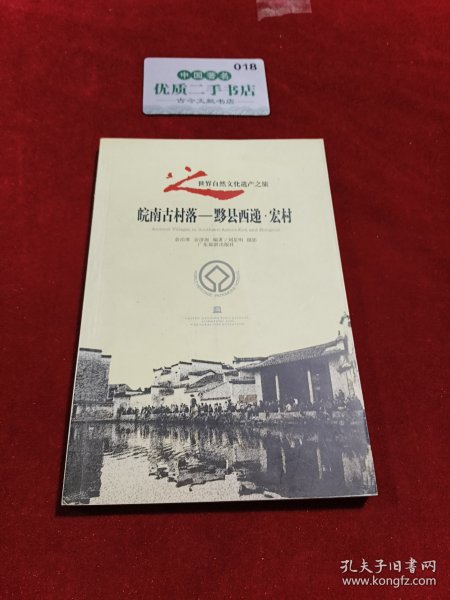 018
中国著名
优质二手书店
古今文献书店
之
世界自然文化遗产之旅
皖南古村落—黟县西递·宏村
Ancient Villages in Southern Anhui-Xidi and Hongcun
广东旅游出版社
孔夫子旧书网
www.kongfz.com